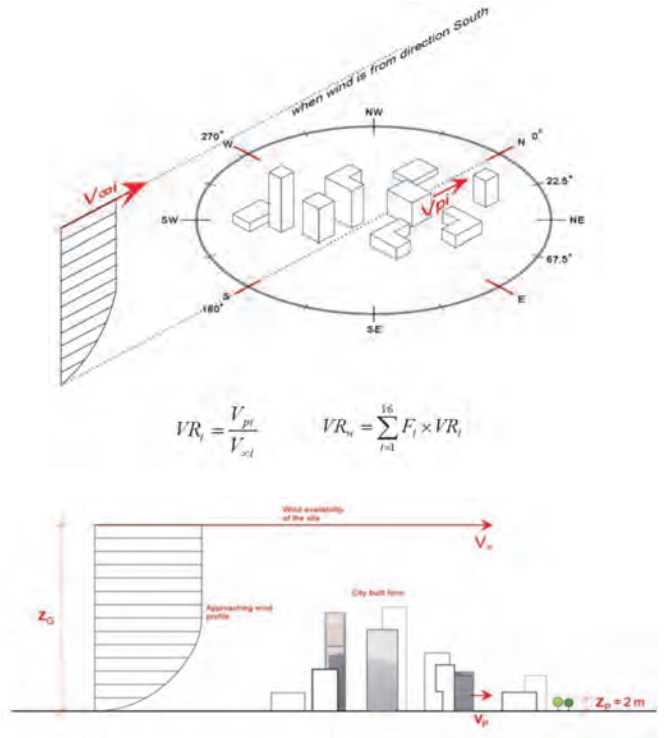 when wind is from direction South
NW
270°
W
N
0°
V∞i
Vpi
22.5°
SW
NE
67.5°
180°
S
E
SE
VR_i = V_pi / V_∞i
VR_w = ∑_{i=1}^{16} F_i × VR_i
Wind availability
of the site
V∞
City built form
Z_G
Approaching wind
profile
Z_P = 2 m
V_P